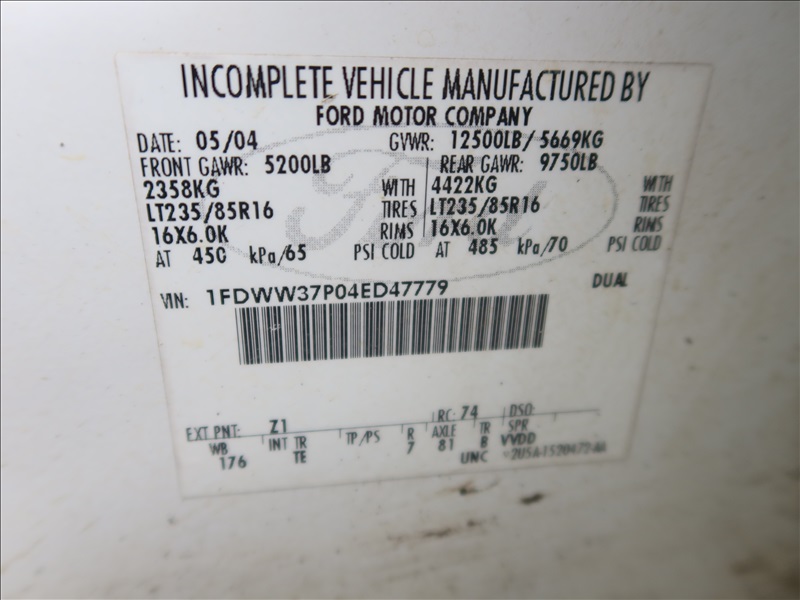 INCOMPLETE VEHICLE MANUFACTURED BY
FORD MOTOR COMPANY
DATE: 05/04 GVWR: 12500LB/ 5669KG
FRONT GAWR: 5200LB REAR GAWR: 9750LB
2358KG WITH 4422KG WITH
LT235/85R16 TIRES LT235/85R16 TIRES
16X6.0K RIMS 16X6.0K RIMS
AT 450 kPa/65 PSI COLD AT 485 kPa/70 PSI COLD
VIN: 1FDWW37P04ED47779 DUAL
Ford
EXT PNT: Z1 RC: 74 DSO:
WB INT TR TP/PS R AXLE TR SPR
176 TE 7 81 B VVDD
UNC